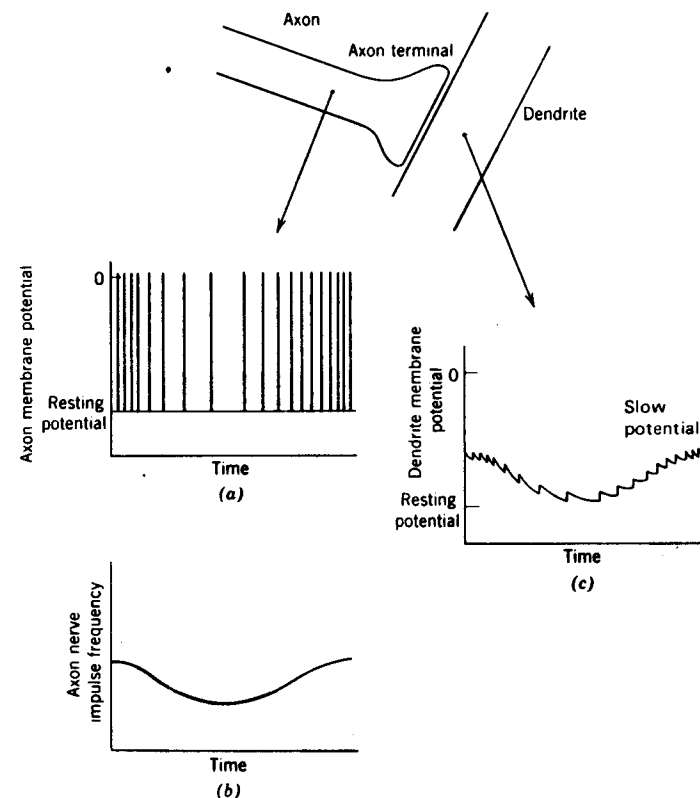 Axon
Axon terminal
Dendrite
Axon membrane potential
0
Resting
potential
Time
(a)
Dendrite membrane
potential
0
Slow
potential
Resting
potential
Time
(c)
Axon nerve
impulse frequency
Time
(b)